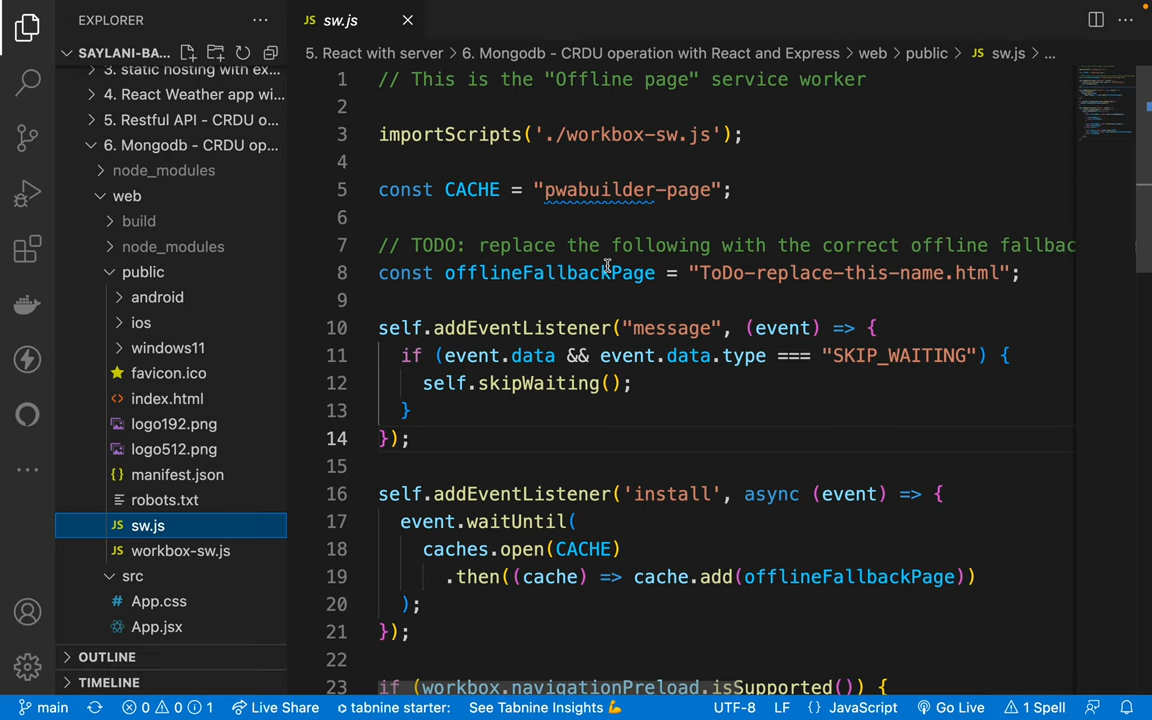 EXPLORER
SAYLANI-BA...
3. static hosting with ex...
4. React Weather app wi...
5. Restful API - CRDU o...
6. Mongodb - CRDU op...
node_modules
web
build
node_modules
public
android
ios
windows11
favicon.ico
index.html
logo192.png
logo512.png
manifest.json
robots.txt
JS sw.js
JS workbox-sw.js
src
# App.css
App.jsx
OUTLINE
TIMELINE
JS sw.js
5. React with server > 6. Mongodb - CRDU operation with React and Express > web > public > JS sw.js > ...
1 // This is the "Offline page" service worker
2
3 importScripts('./workbox-sw.js');
4
5 const CACHE = "pwabuilder-page";
6
7 // TODO: replace the following with the correct offline fallbac
8 const offlineFallbackPage = "ToDo-replace-this-name.html";
9
10 self.addEventListener("message", (event) => {
11 if (event.data && event.data.type === "SKIP_WAITING") {
12 self.skipWaiting();
13 }
14 });
15
16 self.addEventListener('install', async (event) => {
17 event.waitUntil(
18 caches.open(CACHE)
19 .then((cache) => cache.add(offlineFallbackPage))
20 );
21 });
22
23 if (workbox.navigationPreload.isSupported()) {
main 0 0 1 Live Share tabnine starter: See Tabnine Insights 💪 UTF-8 LF {} JavaScript Go Live 1 Spell